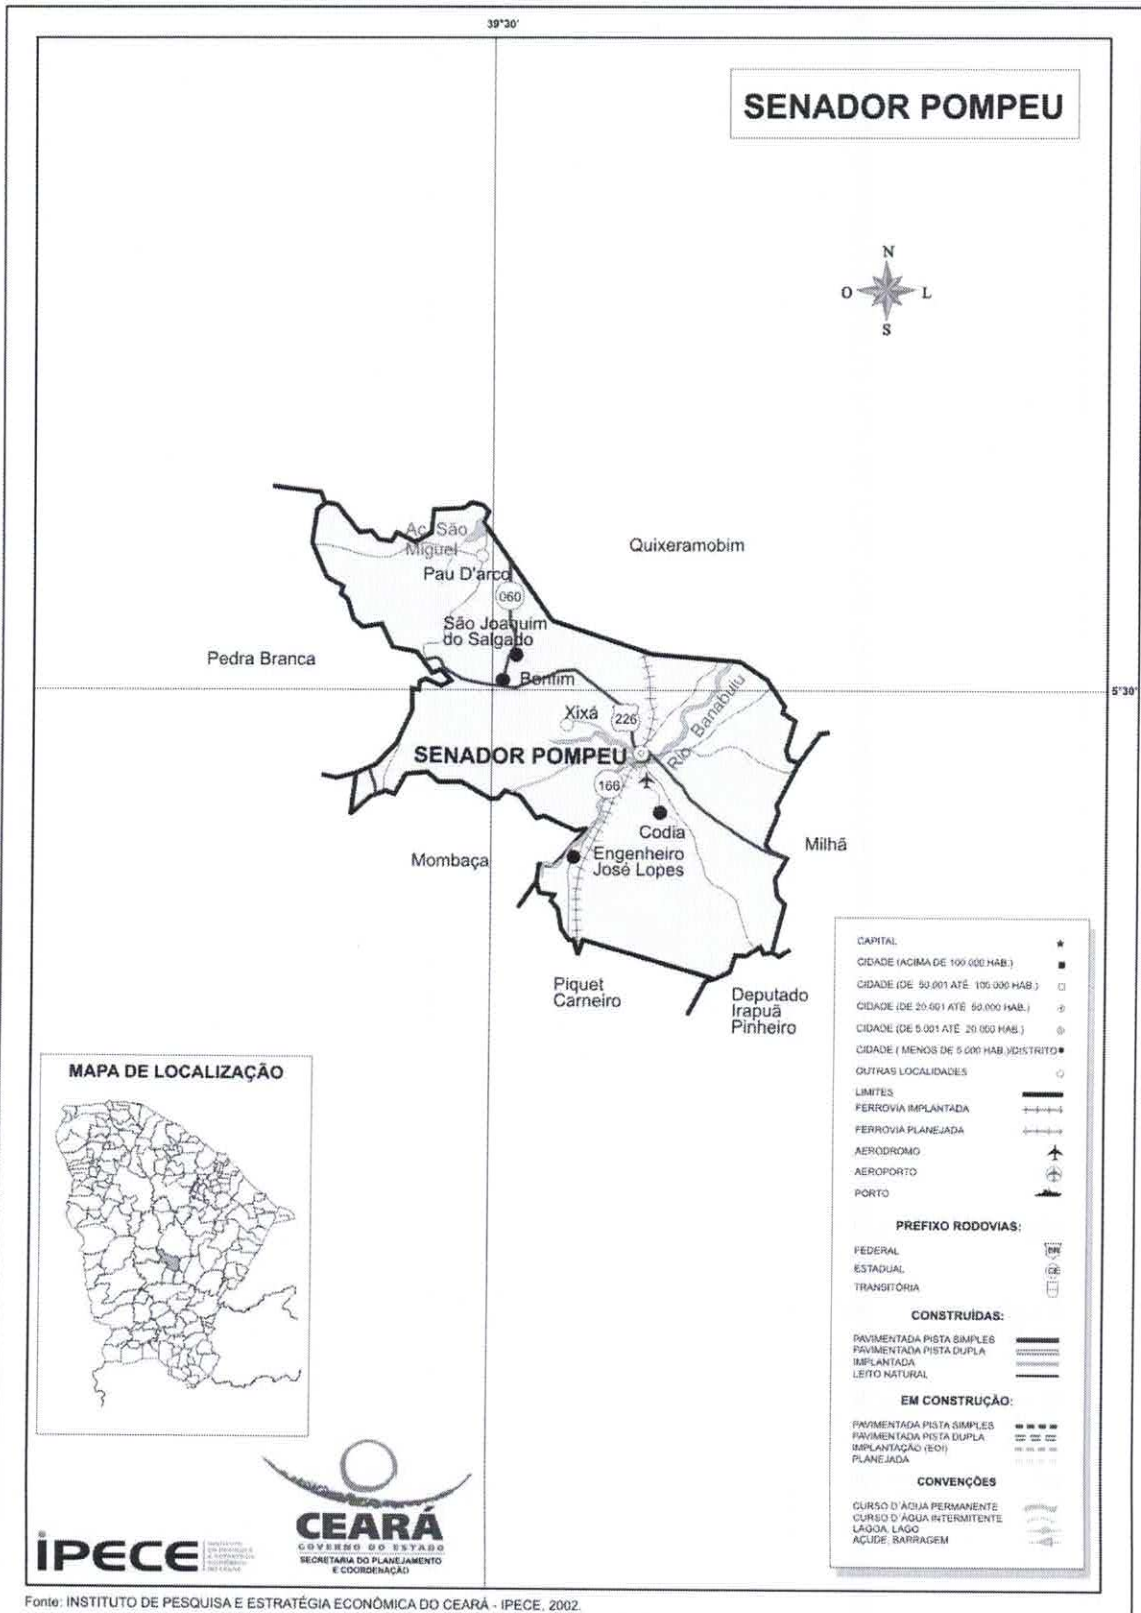 39°30'
SENADOR POMPEU
N
O
L
S
Aç. São
Miguel
Quixeramobim
Pau D'arco
060
São Joaquim
do Salgado
Pedra Branca
Bonfim
5°30'
Xixá
226
Rio Banabuiu
SENADOR POMPEU
166
Codia
Milhã
Mombaça
Engenheiro
José Lopes
Piquet
Carneiro
Deputado
Irapuã
Pinheiro
CAPITAL
CIDADE (ACIMA DE 100.000 HAB.)
CIDADE (DE 50.001 ATÉ 100.000 HAB.)
CIDADE (DE 20.001 ATÉ 50.000 HAB.)
CIDADE (DE 5.001 ATÉ 20.000 HAB.)
CIDADE ( MENOS DE 5.000 HAB.)/DISTRITO
OUTRAS LOCALIDADES
LIMITES
FERROVIA IMPLANTADA
FERROVIA PLANEJADA
AERODROMO
AEROPORTO
PORTO
PREFIXO RODOVIAS:
FEDERAL BR
ESTADUAL CE
TRANSITÓRIA
CONSTRUÍDAS:
PAVIMENTADA PISTA SIMPLES
PAVIMENTADA PISTA DUPLA
IMPLANTADA
LEITO NATURAL
EM CONSTRUÇÃO:
PAVIMENTADA PISTA SIMPLES
PAVIMENTADA PISTA DUPLA
IMPLANTAÇÃO (EOI)
PLANEJADA
CONVENÇÕES
CURSO D'ÁGUA PERMANENTE
CURSO D'ÁGUA INTERMITENTE
LAGOA, LAGO
AÇUDE, BARRAGEM
MAPA DE LOCALIZAÇÃO
IPECE
CEARÁ
GOVERNO DO ESTADO
SECRETARIA DO PLANEJAMENTO
E COORDENAÇÃO
Fonte: INSTITUTO DE PESQUISA E ESTRATÉGIA ECONÔMICA DO CEARÁ - IPECE, 2002.